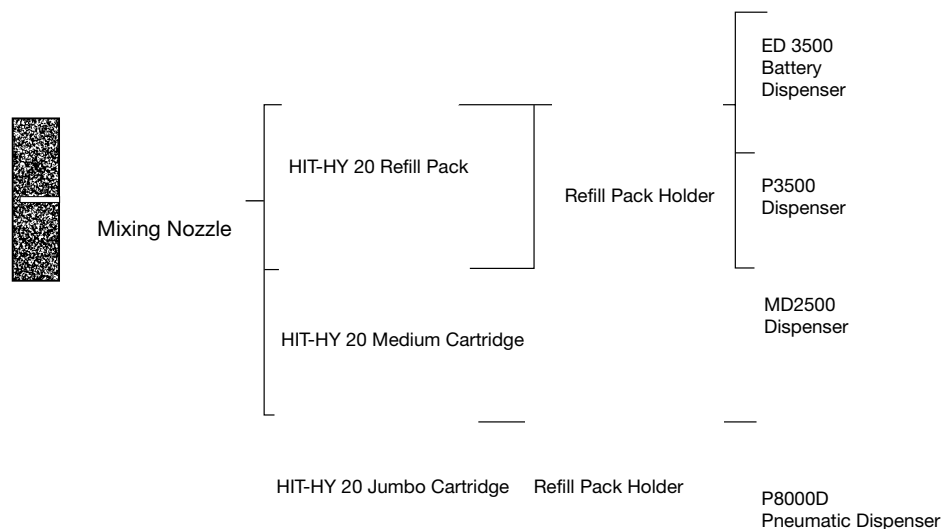 ED 3500
Battery
Dispenser
HIT-HY 20 Refill Pack
Refill Pack Holder
P3500
Dispenser
Mixing Nozzle
MD2500
Dispenser
HIT-HY 20 Medium Cartridge
HIT-HY 20 Jumbo Cartridge
Refill Pack Holder
P8000D
Pneumatic Dispenser